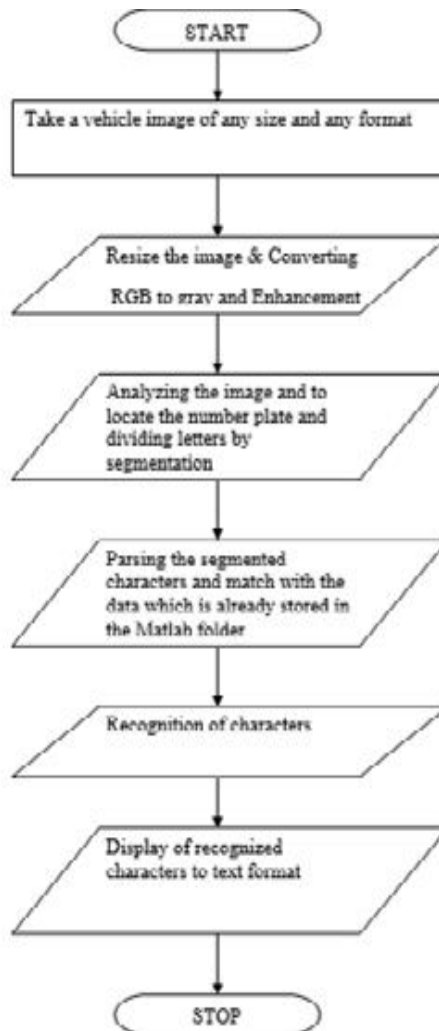 START
Take a vehicle image of any size and any format
Resize the image & Converting
RGB to gray and Enhancement
Analyzing the image and to
locate the number plate and
dividing letters by
segmentation
Parsing the segmented
characters and match with the
data which is already stored in
the Matlab folder
Recognition of characters
Display of recognized
characters to text format
STOP